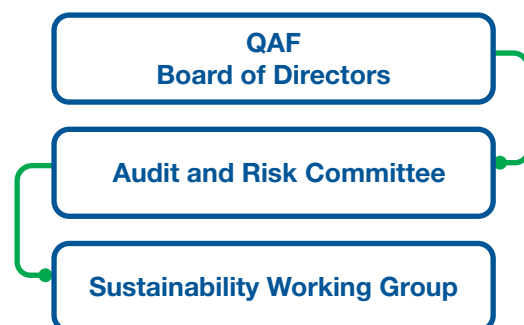 QAF
Board of Directors
Audit and Risk Committee
Sustainability Working Group